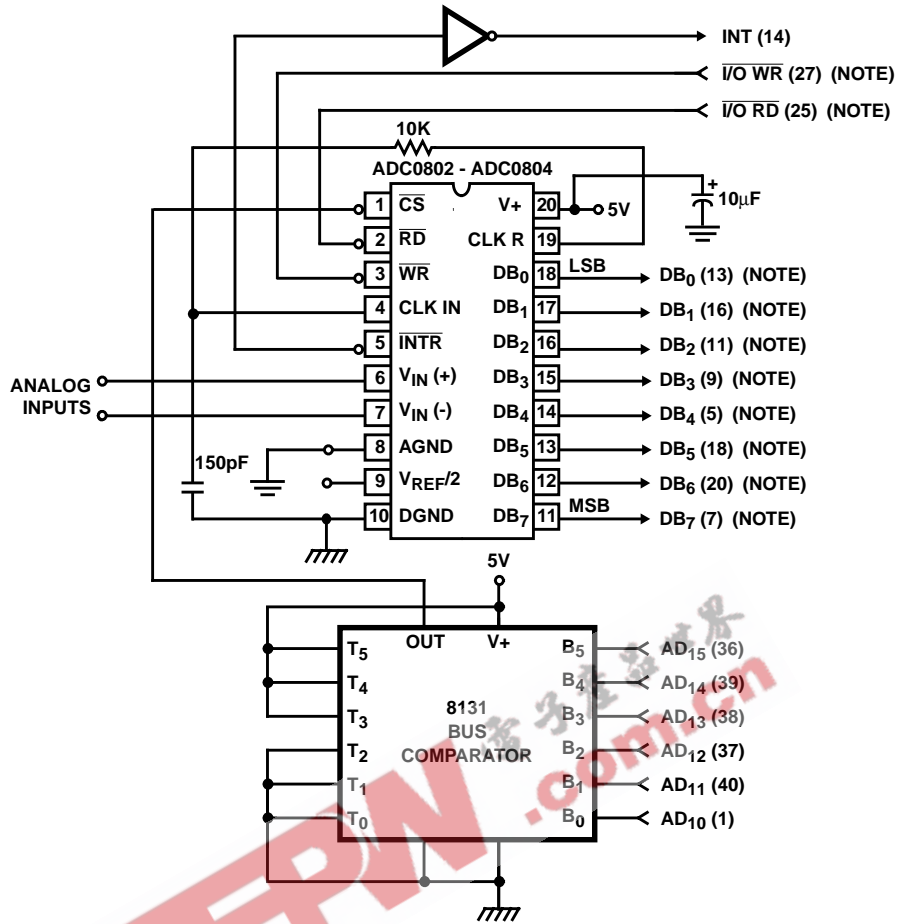 INT (14)
I/O WR (27) (NOTE)
I/O RD (25) (NOTE)
10K
ADC0802 - ADC0804
1 CS V+ 20 5V
10µF
2 RD CLK R 19
3 WR DB0 18 LSB DB0 (13) (NOTE)
4 CLK IN DB1 17 DB1 (16) (NOTE)
5 INTR DB2 16 DB2 (11) (NOTE)
6 VIN (+) DB3 15 DB3 (9) (NOTE)
ANALOG
INPUTS
7 VIN (-) DB4 14 DB4 (5) (NOTE)
8 AGND DB5 13 DB5 (18) (NOTE)
150pF
9 VREF/2 DB6 12 DB6 (20) (NOTE)
10 DGND DB7 11 MSB DB7 (7) (NOTE)
5V
OUT V+
T5 B5 AD15 (36)
T4 B4 AD14 (39)
T3 B3 AD13 (38)
T2 B2 AD12 (37)
T1 B1 AD11 (40)
T0 B0 AD10 (1)
8131
BUS
COMPARATOR
電子產品世界
EPW.com.cn